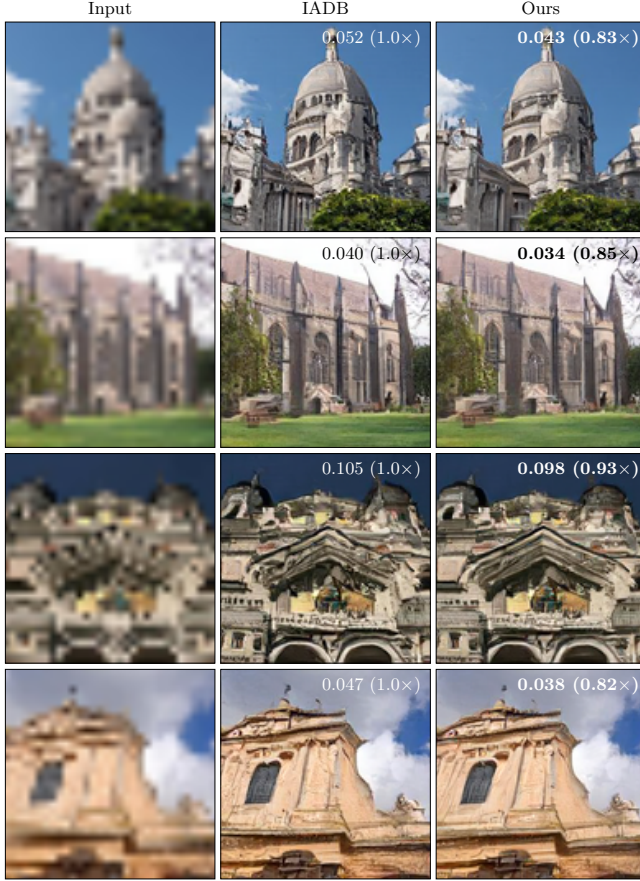 Input IADB Ours
0.052 (1.0×) 0.043 (0.83×)
0.040 (1.0×) 0.034 (0.85×)
0.105 (1.0×) 0.098 (0.93×)
0.047 (1.0×) 0.038 (0.82×)